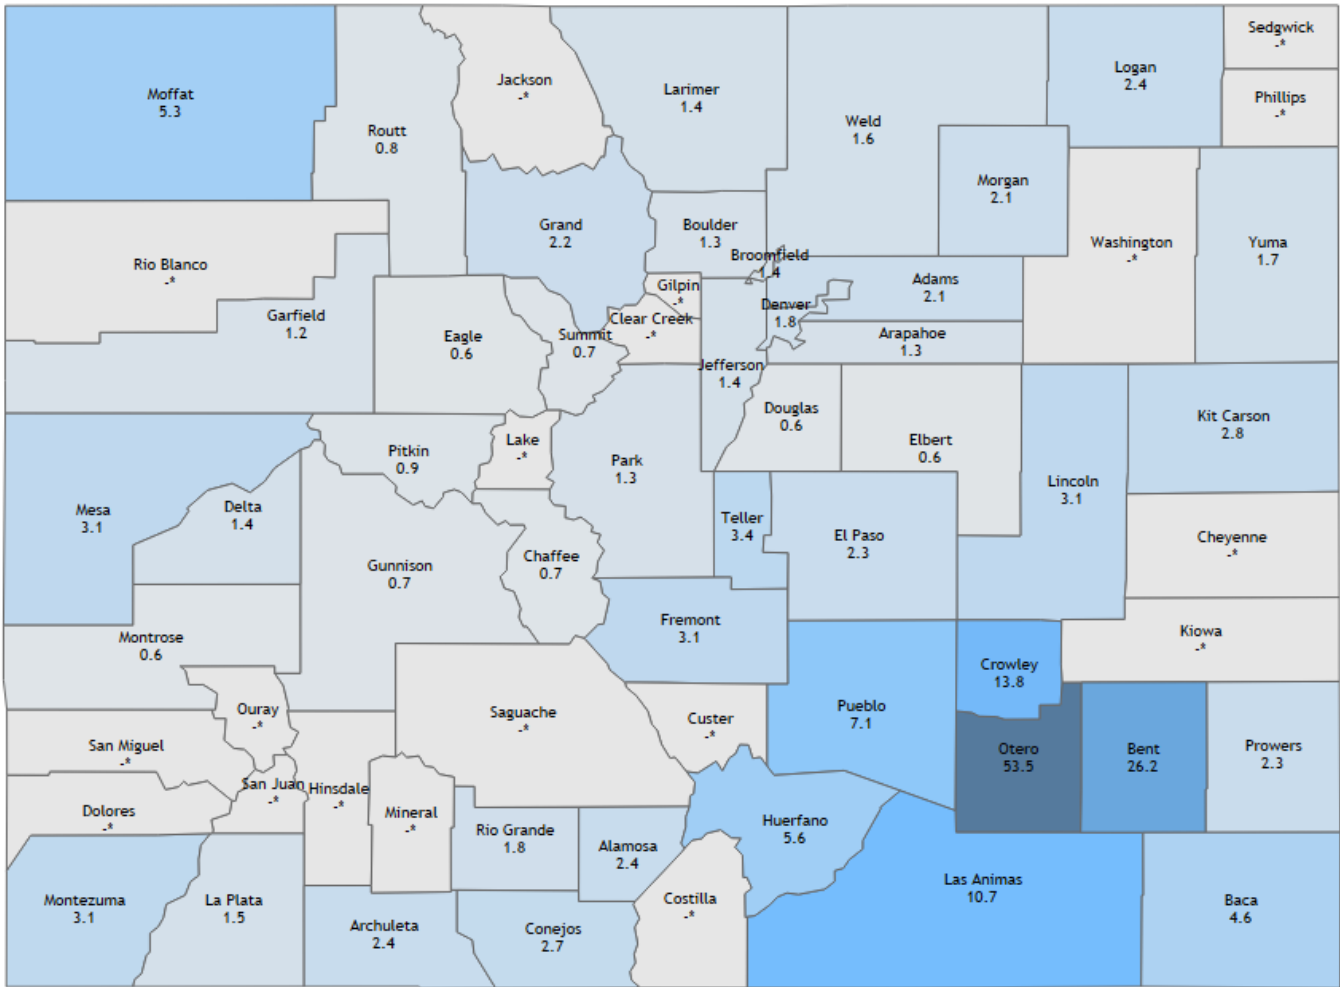 Sedgwick
-*
Logan
2.4
Jackson
-*
Moffat
5.3
Larimer
1.4
Phillips
-*
Weld
1.6
Routt
0.8
Morgan
2.1
Grand
2.2
Boulder
1.3
Washington
-*
Yuma
1.7
Broomfield
1.4
Rio Blanco
-*
Adams
2.1
Gilpin
-*
Denver
1.8
Garfield
1.2
Clear Creek
-*
Arapahoe
1.3
Eagle
0.6
Summit
0.7
Jefferson
1.4
Douglas
0.6
Kit Carson
2.8
Lake
-*
Elbert
0.6
Pitkin
0.9
Park
1.3
Lincoln
3.1
Mesa
3.1
Delta
1.4
Teller
3.4
El Paso
2.3
Cheyenne
-*
Chaffee
0.7
Gunnison
0.7
Fremont
3.1
Kiowa
-*
Montrose
0.6
Crowley
13.8
Ouray
-*
Saguache
-*
Custer
-*
Pueblo
7.1
San Miguel
-*
Otero
53.5
Bent
26.2
Prowers
2.3
San Juan
-*
Hinsdale
-*
Dolores
-*
Mineral
-*
Rio Grande
1.8
Alamosa
2.4
Huerfano
5.6
Las Animas
10.7
Montezuma
3.1
La Plata
1.5
Costilla
-*
Baca
4.6
Archuleta
2.4
Conejos
2.7